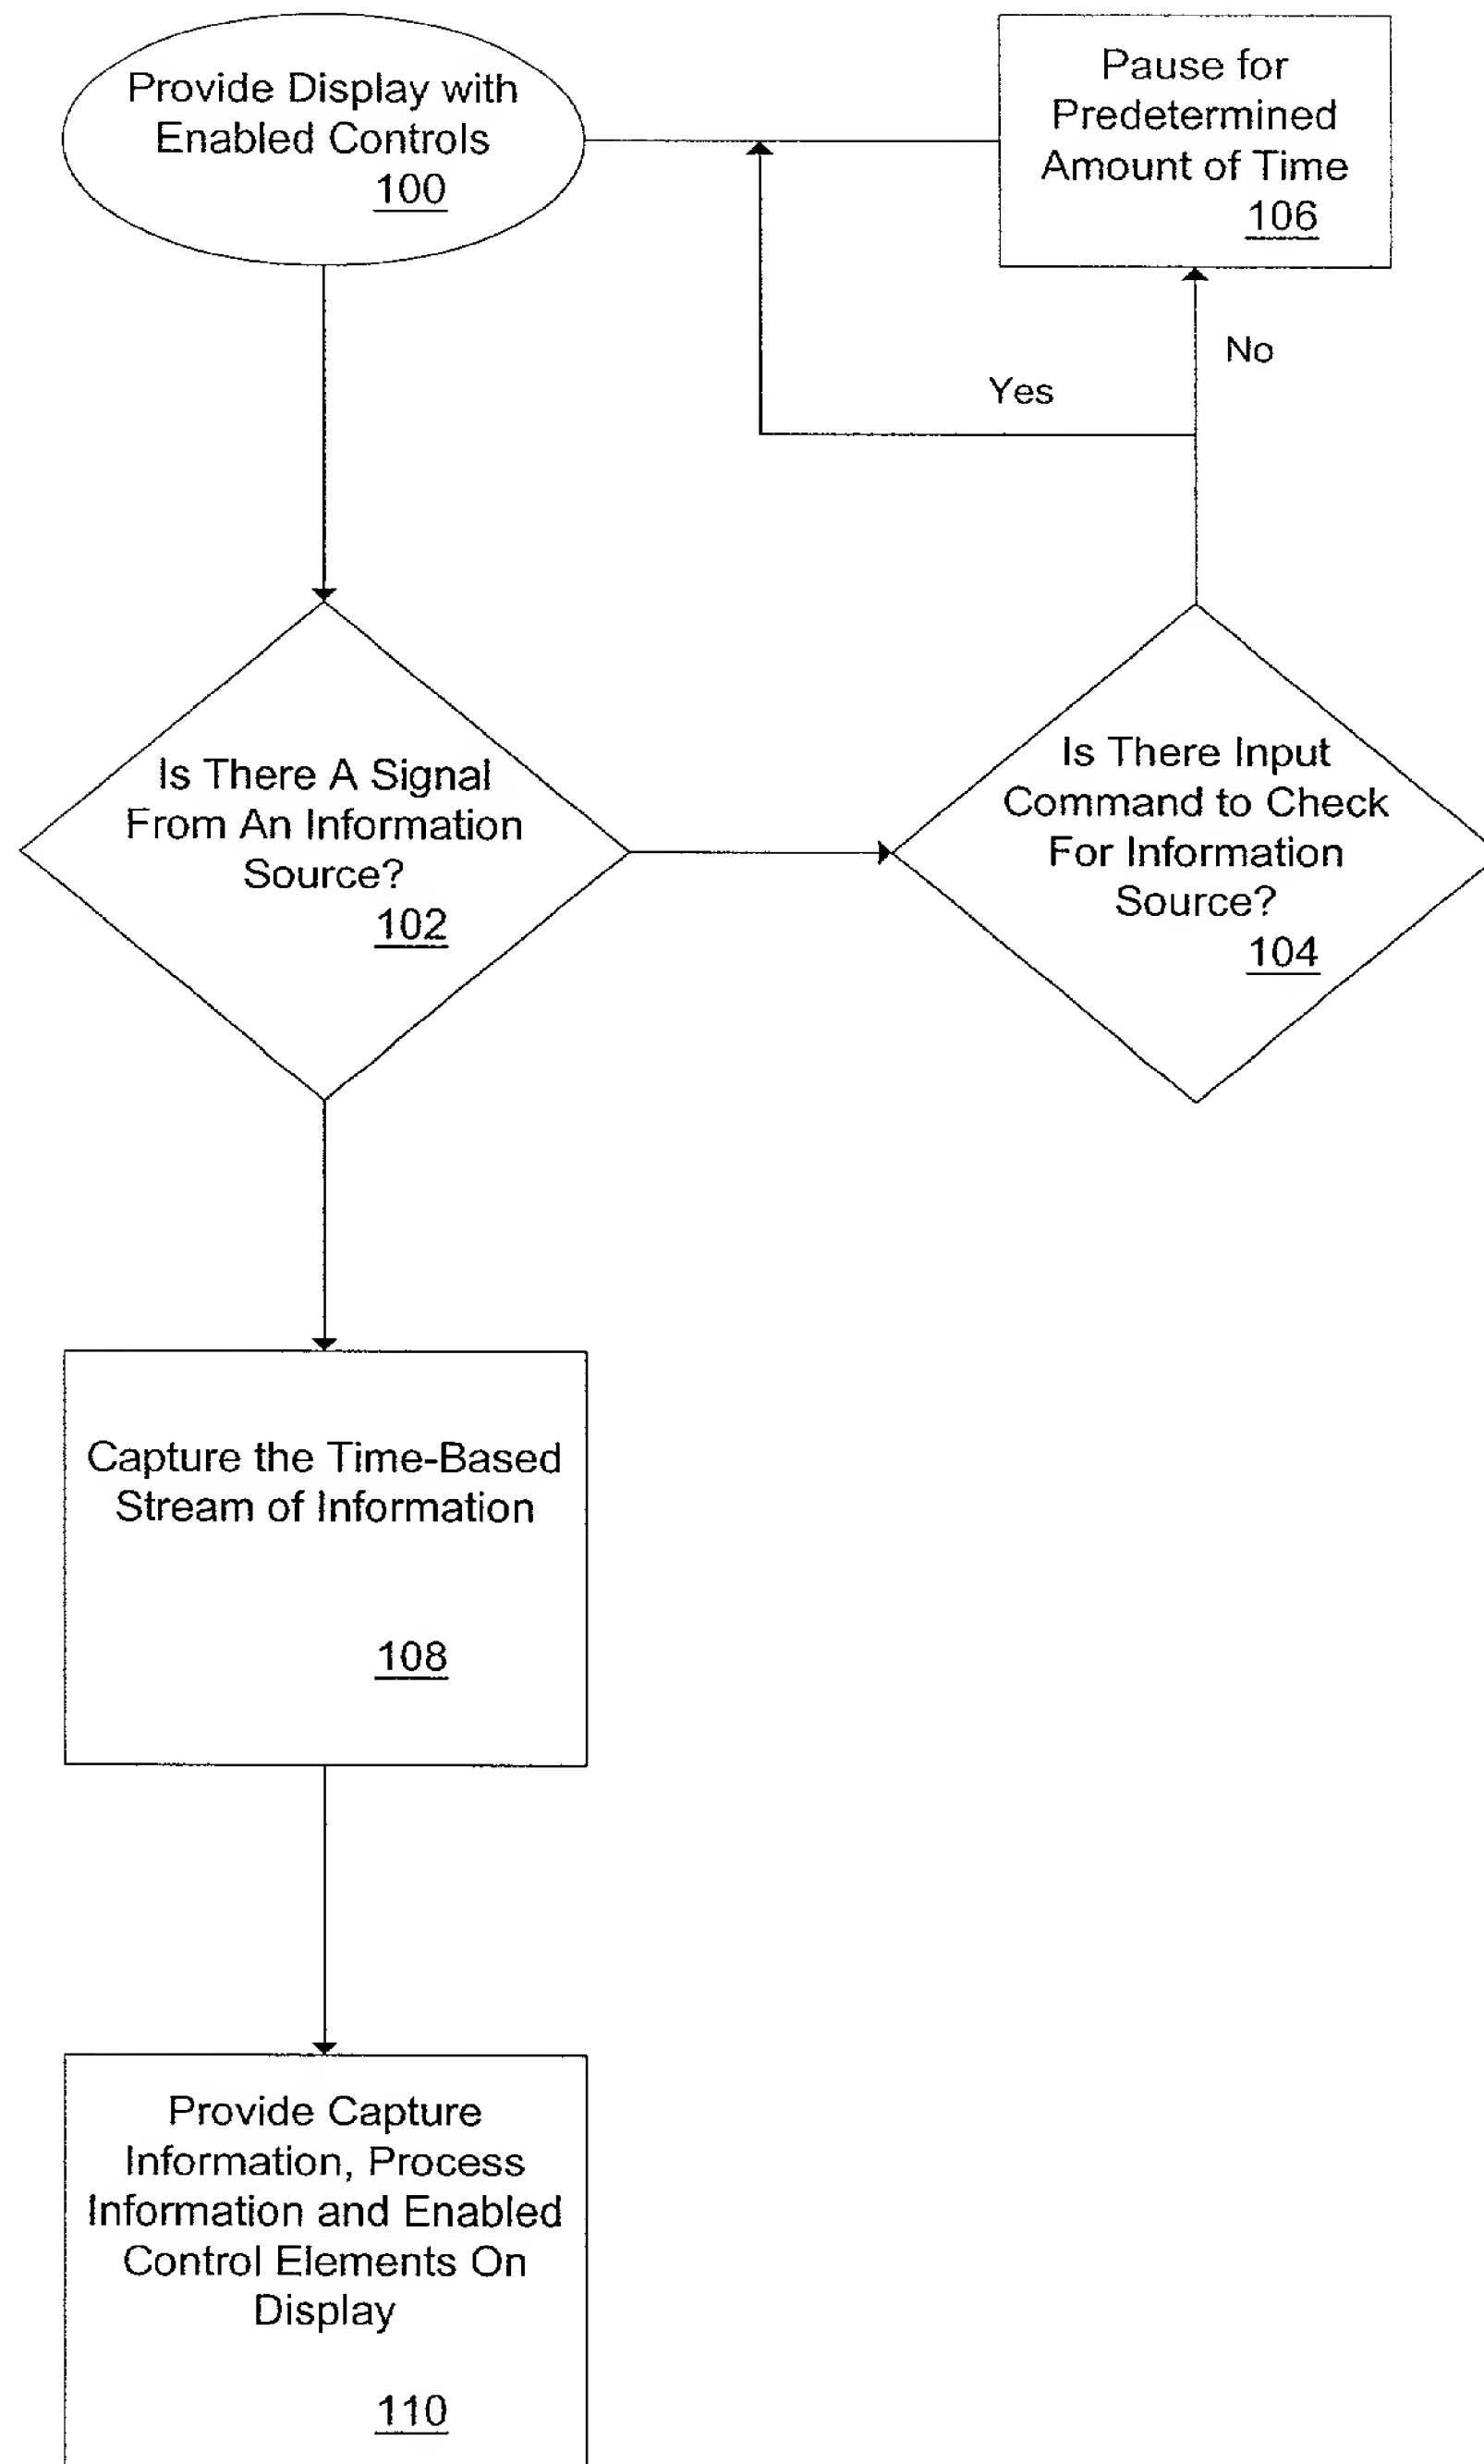 Provide Display with
Enabled Controls
100
Pause for
Predetermined
Amount of Time
106
No
Yes
Is There A Signal
From An Information
Source?
102
Is There Input
Command to Check
For Information
Source?
104
Capture the Time-Based
Stream of Information
108
Provide Capture
Information, Process
Information and Enabled
Control Elements On
Display
110